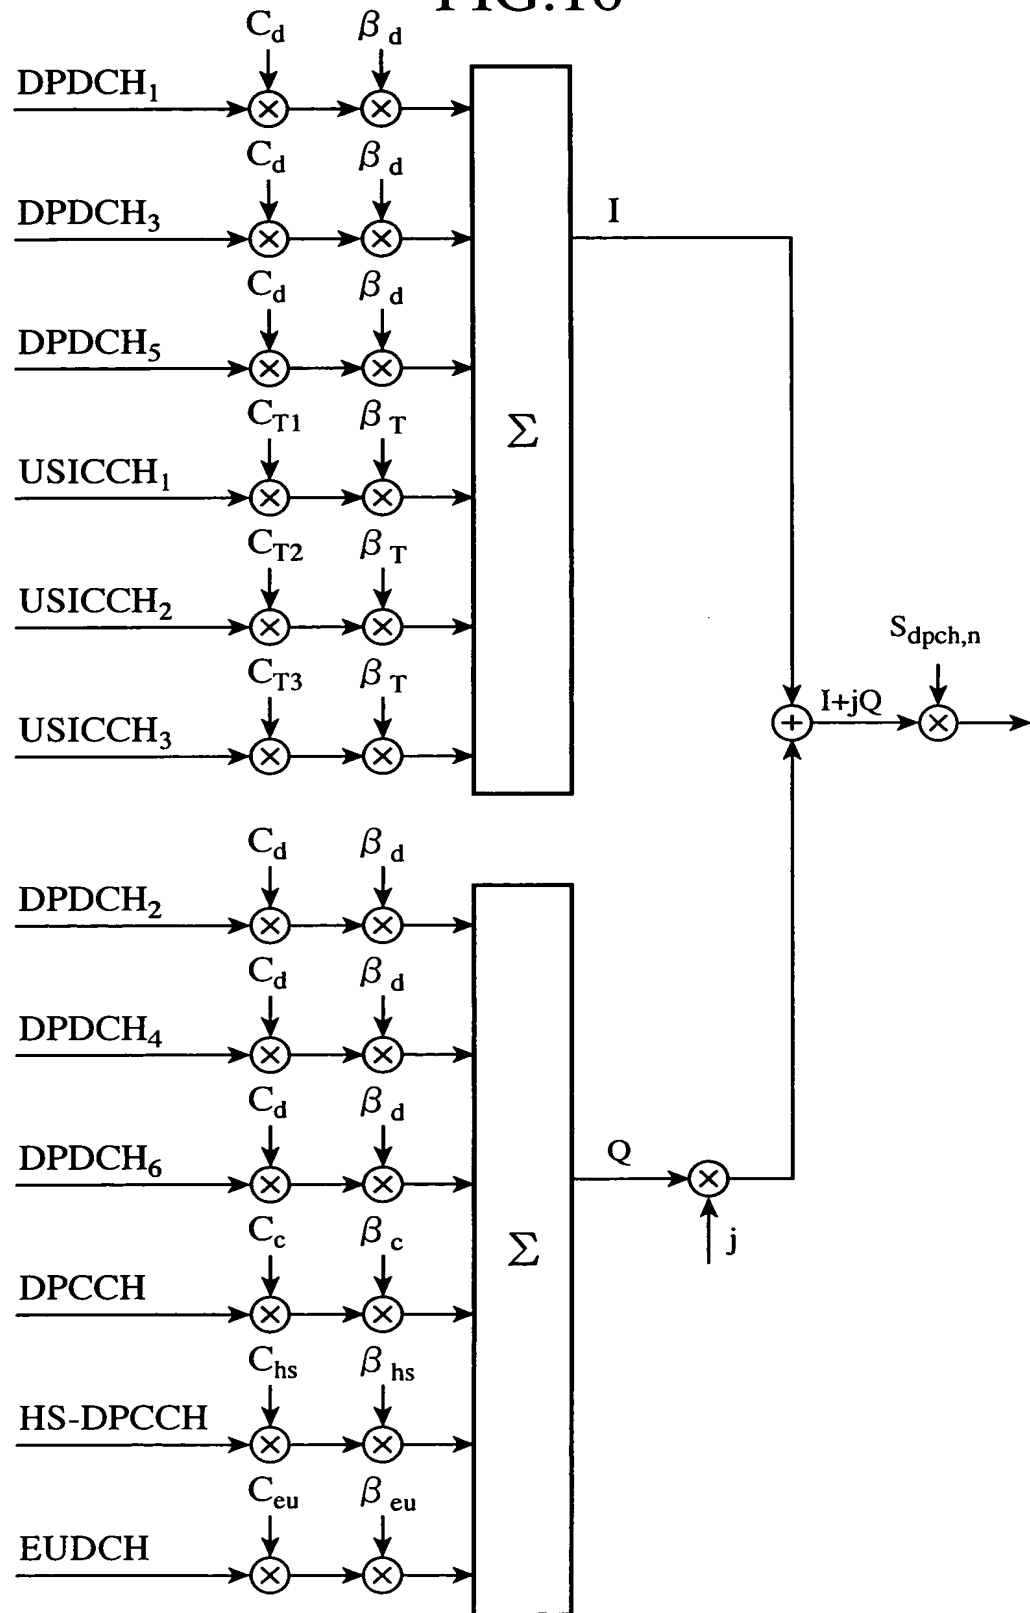 C_d β_d
DPDCH_1
C_d β_d
DPDCH_3
I
C_d β_d
DPDCH_5
C_T1 β_T
Σ
USICCH_1
C_T2 β_T
USICCH_2
S_dpch,n
C_T3 β_T
I+jQ
USICCH_3
C_d β_d
DPDCH_2
C_d β_d
DPDCH_4
C_d β_d
Q
DPDCH_6
C_c β_c
j
Σ
DPCCH
C_hs β_hs
HS-DPCCH
C_eu β_eu
EUDCH